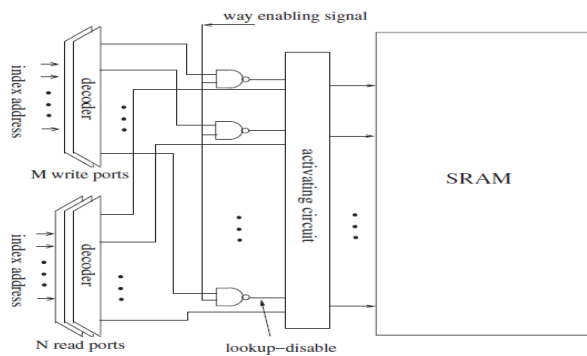 way enabling signal
index address
decoder
M write ports
index address
decoder
N read ports
activating circuit
lookup-disable
SRAM